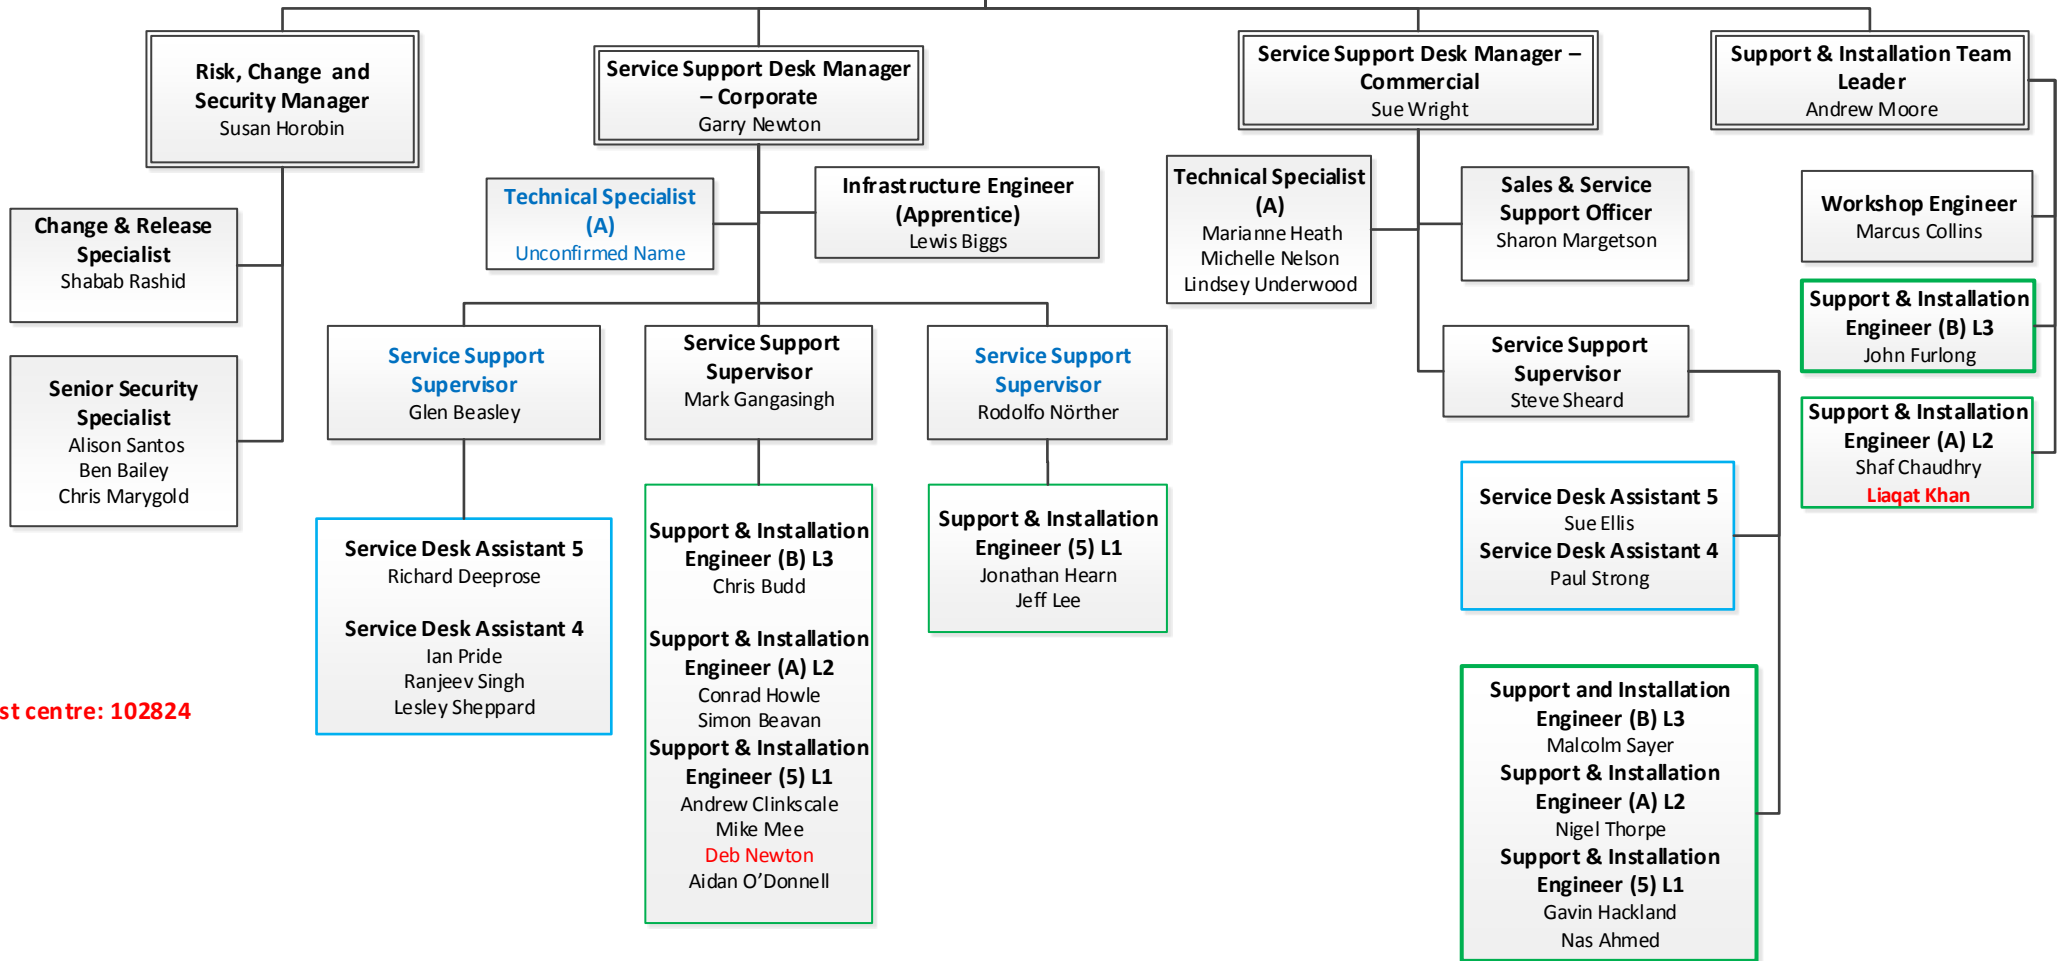 Risk, Change and
Security Manager
Susan Horobin
Service Support Desk Manager
– Corporate
Garry Newton
Service Support Desk Manager –
Commercial
Sue Wright
Support & Installation Team
Leader
Andrew Moore
Change & Release
Specialist
Shabab Rashid
Senior Security
Specialist
Alison Santos
Ben Bailey
Chris Marygold
Technical Specialist
(A)
Unconfirmed Name
Infrastructure Engineer
(Apprentice)
Lewis Biggs
Service Support
Supervisor
Glen Beasley
Service Support
Supervisor
Mark Gangasingh
Service Support
Supervisor
Rodolfo Nörther
Service Desk Assistant 5
Richard Deeprose
Service Desk Assistant 4
Ian Pride
Ranjeev Singh
Lesley Sheppard
Support & Installation
Engineer (B) L3
Chris Budd
Support & Installation
Engineer (A) L2
Conrad Howle
Simon Beavan
Support & Installation
Engineer (5) L1
Andrew Clinkscale
Mike Mee
Deb Newton
Aidan O’Donnell
Support & Installation
Engineer (5) L1
Jonathan Hearn
Jeff Lee
Technical Specialist
(A)
Marianne Heath
Michelle Nelson
Lindsey Underwood
Sales & Service
Support Officer
Sharon Margetson
Service Support
Supervisor
Steve Sheard
Service Desk Assistant 5
Sue Ellis
Service Desk Assistant 4
Paul Strong
Support and Installation
Engineer (B) L3
Malcolm Sayer
Support & Installation
Engineer (A) L2
Nigel Thorpe
Support & Installation
Engineer (5) L1
Gavin Hackland
Nas Ahmed
Workshop Engineer
Marcus Collins
Support & Installation
Engineer (B) L3
John Furlong
Support & Installation
Engineer (A) L2
Shaf Chaudhry
Liaqat Khan
st centre: 102824